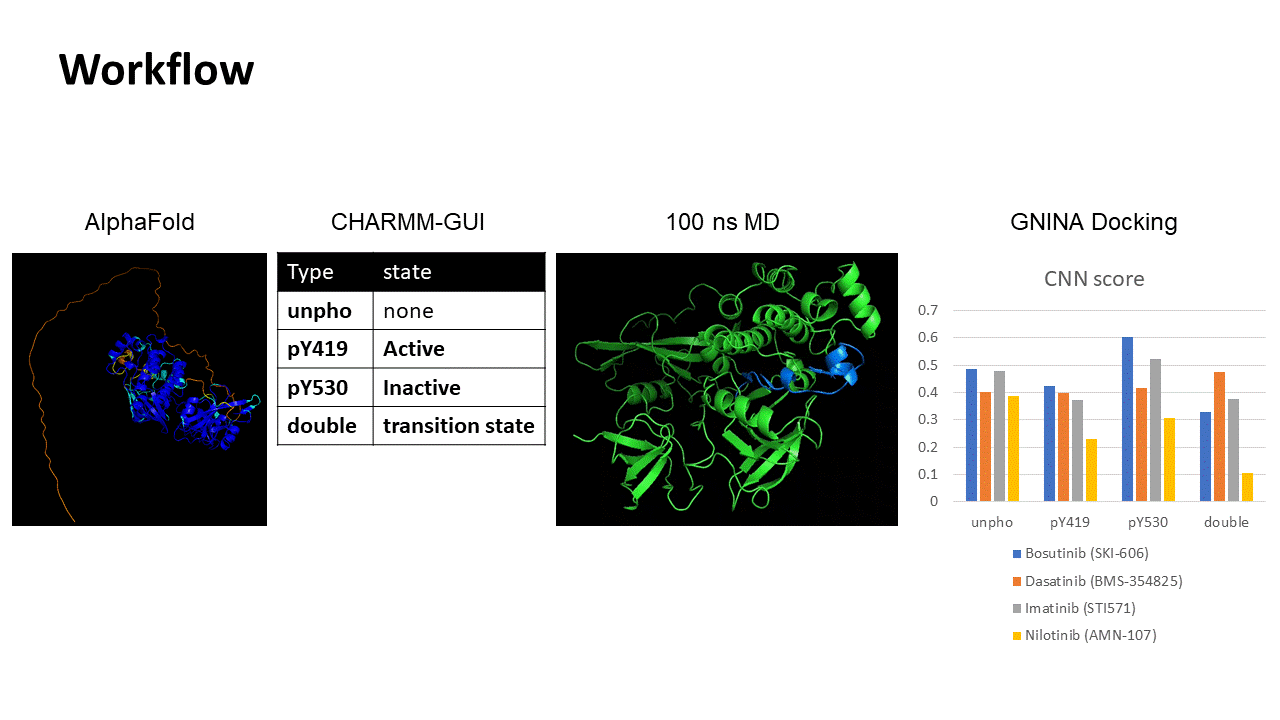 Workflow
AlphaFold
CHARMM-GUI
100 ns MD
GNINA Docking
Type state
unpho none
pY419 Active
pY530 Inactive
double transition state
CNN score
0.7
0.6
0.5
0.4
0.3
0.2
0.1
0
unpho pY419 pY530 double
Bosutinib (SKI-606)
Dasatinib (BMS-354825)
Imatinib (STI571)
Nilotinib (AMN-107)